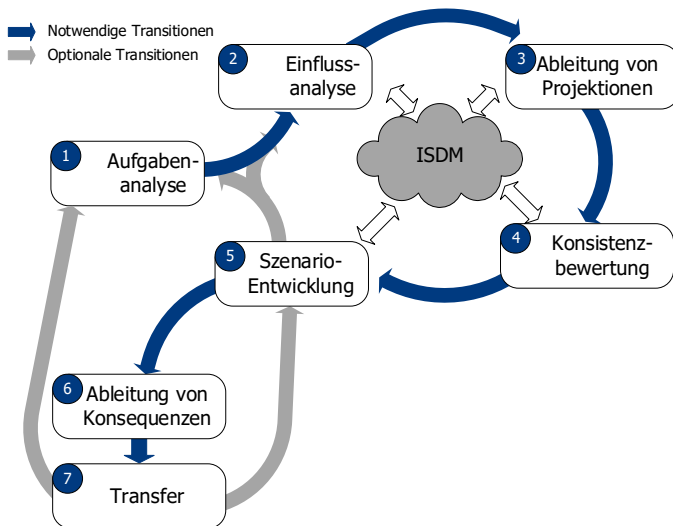 Notwendige Transitionen
Optionale Transitionen
1
Aufgaben-
analyse
2
Einfluss-
analyse
3
Ableitung von
Projektionen
ISDM
4
Konsistenz-
bewertung
5
Szenario-
Entwicklung
6
Ableitung von
Konsequenzen
7
Transfer